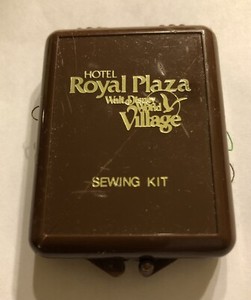 HOTEL
Royal Plaza
Walt Disney
World
Village
SEWING KIT